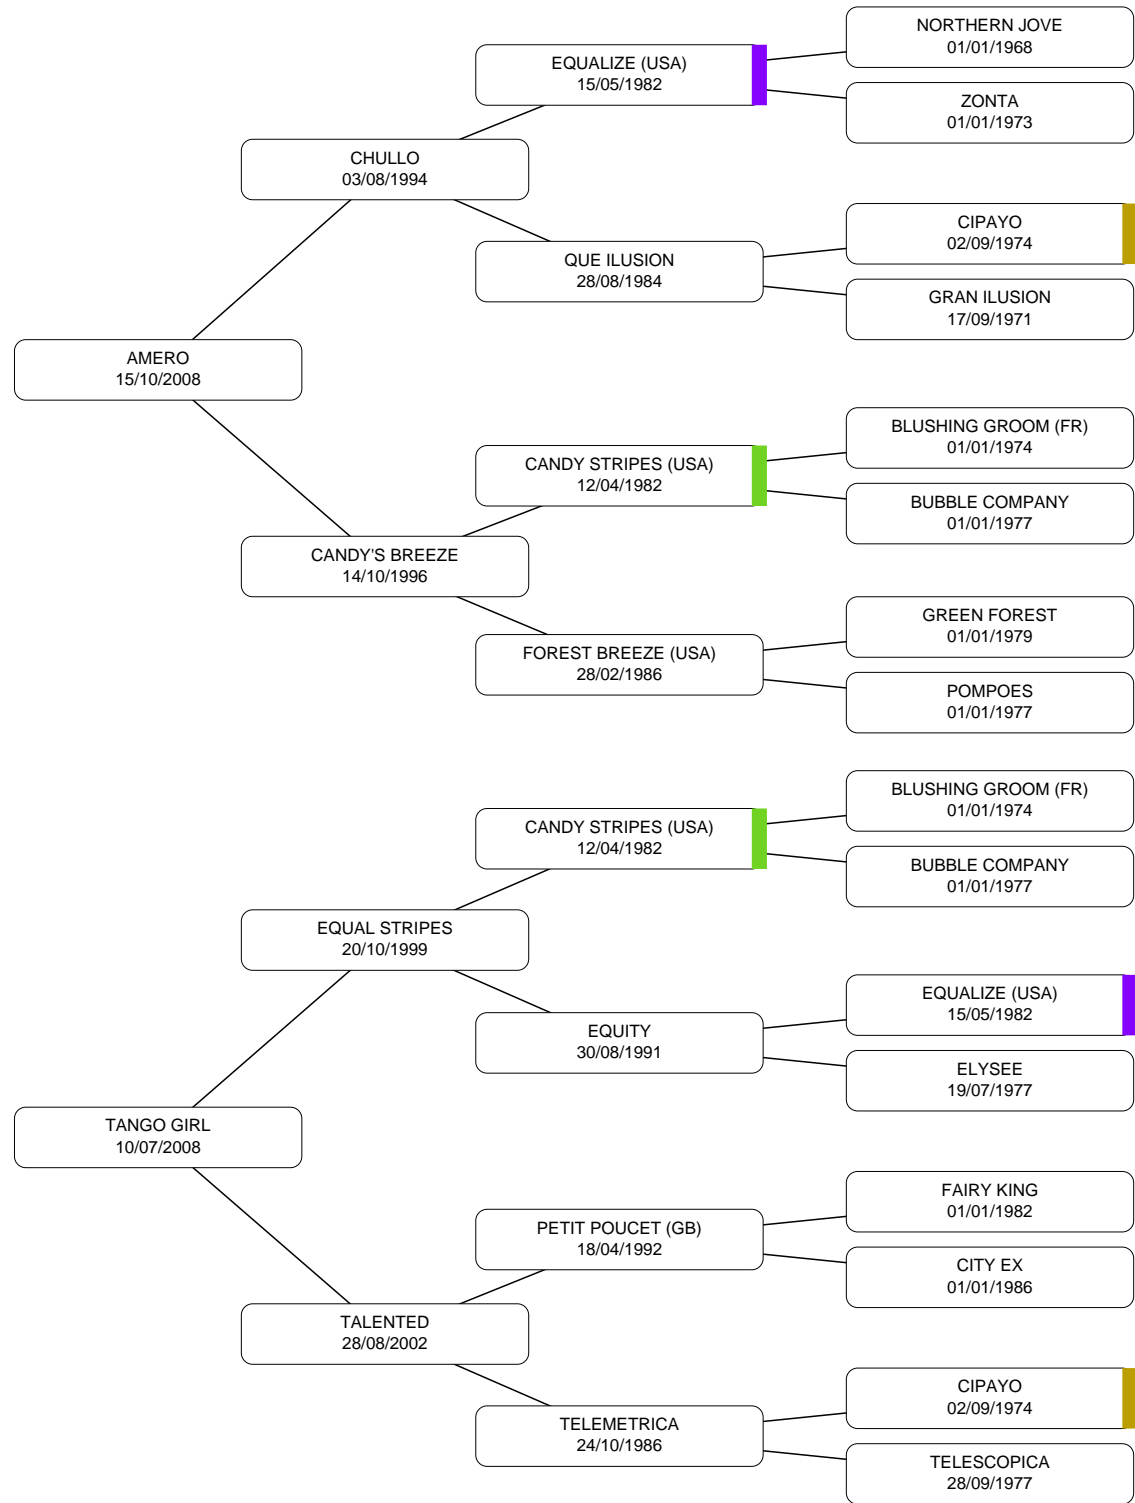 NORTHERN JOVE
01/01/1968
EQUALIZE (USA)
15/05/1982
ZONTA
01/01/1973
CHULLO
03/08/1994
CIPAYO
02/09/1974
QUE ILUSION
28/08/1984
GRAN ILUSION
17/09/1971
AMERO
15/10/2008
BLUSHING GROOM (FR)
01/01/1974
CANDY STRIPES (USA)
12/04/1982
BUBBLE COMPANY
01/01/1977
CANDY'S BREEZE
14/10/1996
GREEN FOREST
01/01/1979
FOREST BREEZE (USA)
28/02/1986
POMPOES
01/01/1977
BLUSHING GROOM (FR)
01/01/1974
CANDY STRIPES (USA)
12/04/1982
BUBBLE COMPANY
01/01/1977
EQUAL STRIPES
20/10/1999
EQUALIZE (USA)
15/05/1982
EQUITY
30/08/1991
ELYSEE
19/07/1977
TANGO GIRL
10/07/2008
FAIRY KING
01/01/1982
PETIT POUCET (GB)
18/04/1992
CITY EX
01/01/1986
TALENTED
28/08/2002
CIPAYO
02/09/1974
TELEMETRICA
24/10/1986
TELESCOPICA
28/09/1977